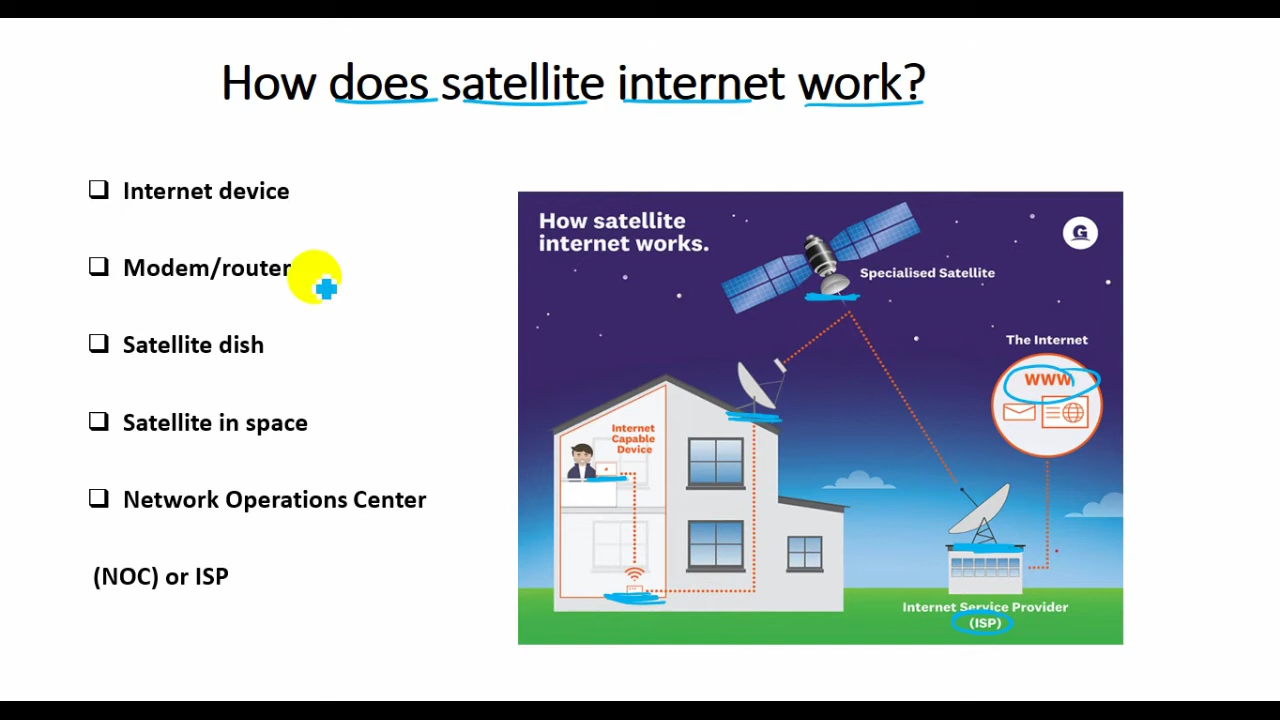 How does satellite internet work?
Internet device
Modem/router
Satellite dish
Satellite in space
Network Operations Center
(NOC) or ISP
How satellite
internet works.
G
Specialised Satellite
The Internet
www
Internet
Capable
Device
Internet Service Provider
(ISP)